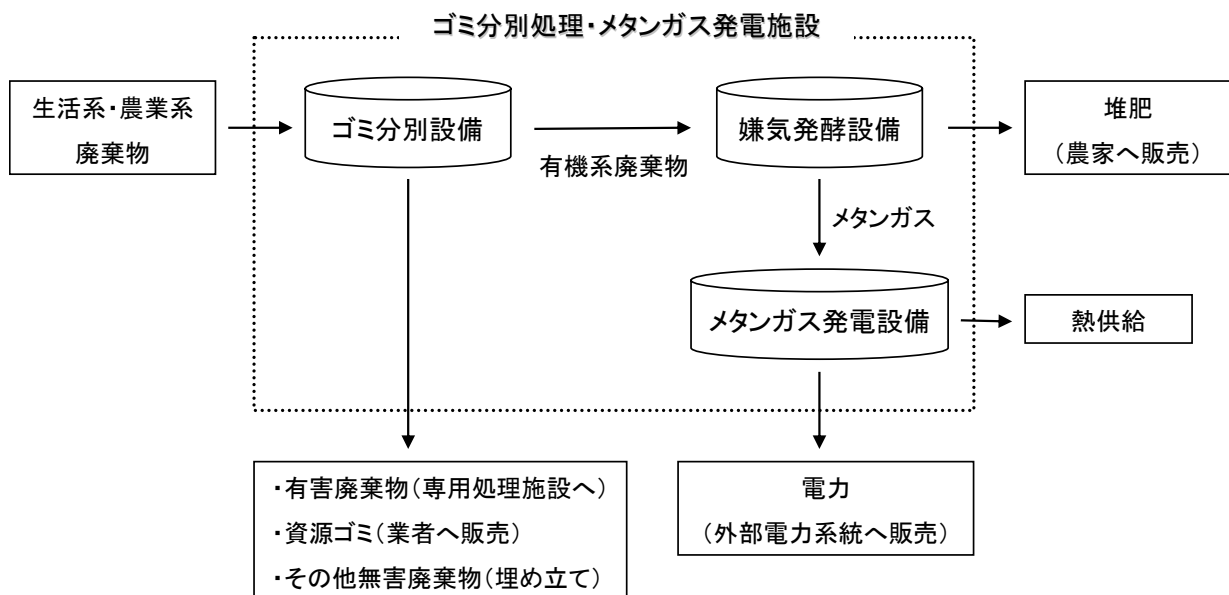 ゴミ分別処理・メタンガス発電施設
生活系・農業系
廃棄物
ゴミ分別設備
有機系廃棄物
嫌気発酵設備
堆肥
（農家へ販売）
メタンガス
メタンガス発電設備
熱供給
・有害廃棄物（専用処理施設へ）
・資源ゴミ（業者へ販売）
・その他無害廃棄物（埋め立て）
電力
（外部電力系統へ販売）